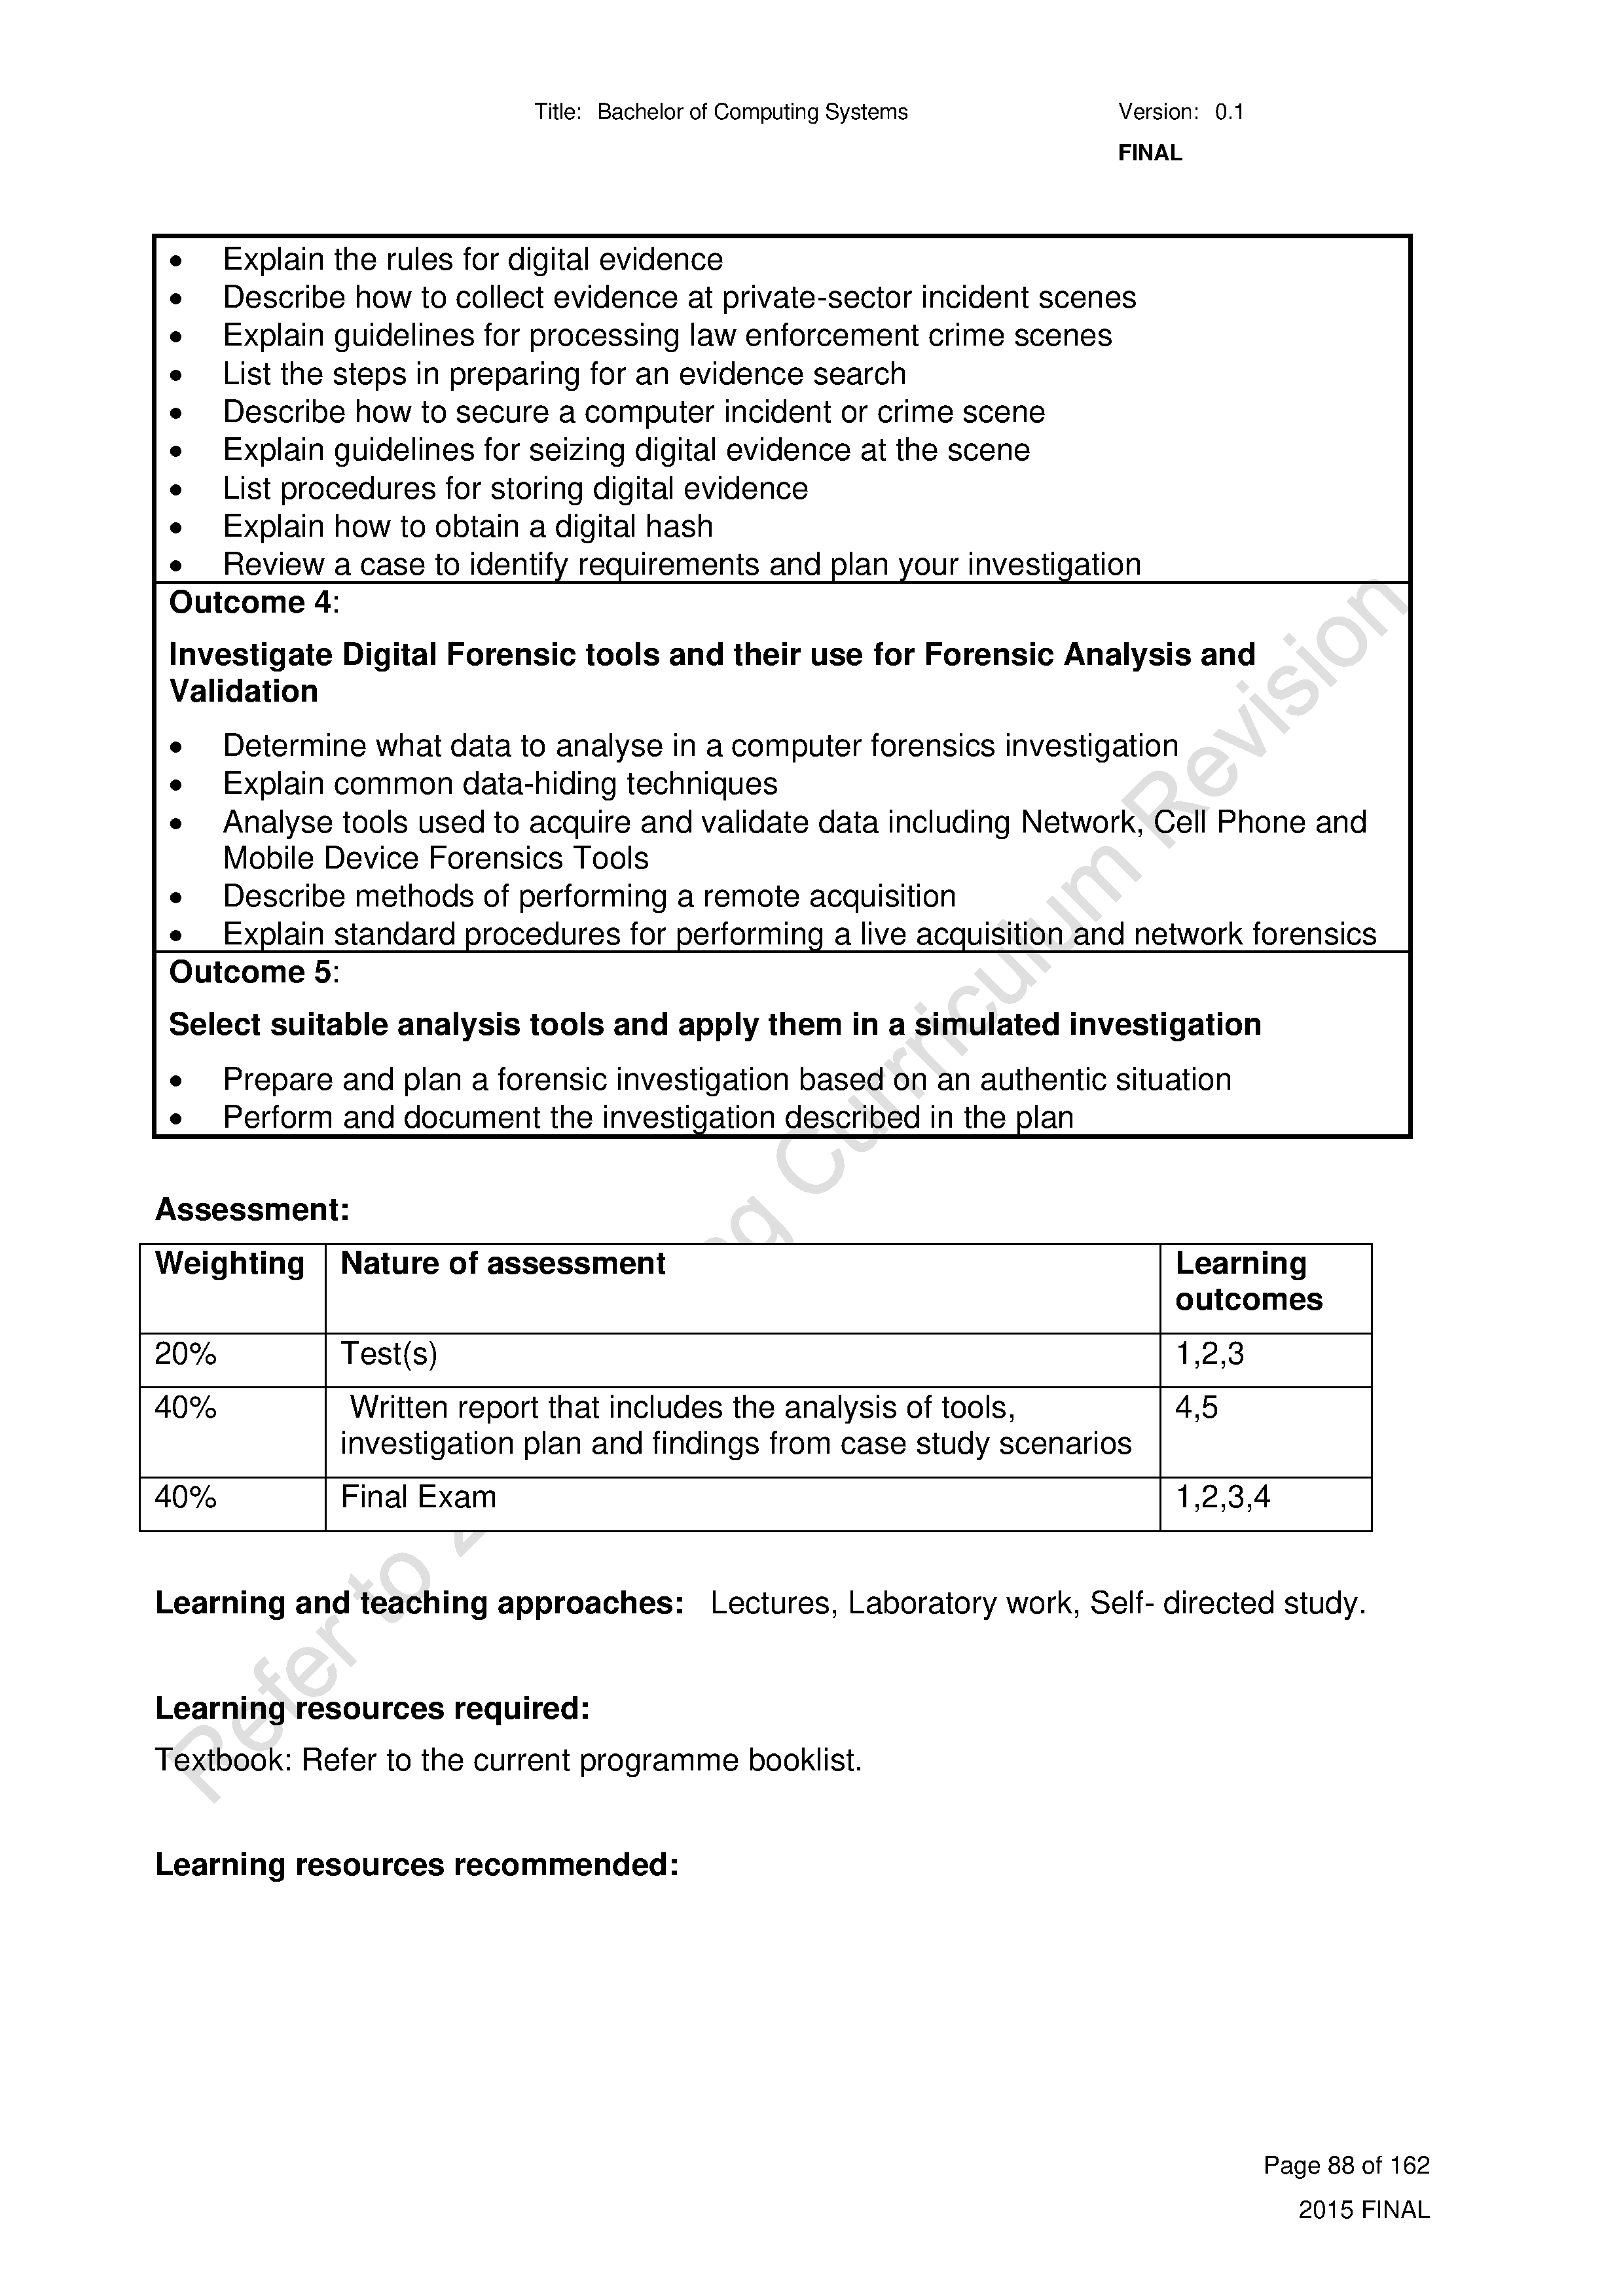 Title: Bachelor of Computing Systems Version: 0.1
FINAL
• Explain the rules for digital evidence
• Describe how to collect evidence at private-sector incident scenes
• Explain guidelines for processing law enforcement crime scenes
• List the steps in preparing for an evidence search
• Describe how to secure a computer incident or crime scene
• Explain guidelines for seizing digital evidence at the scene
• List procedures for storing digital evidence
• Explain how to obtain a digital hash
• Review a case to identify requirements and plan your investigation
Outcome 4:
Investigate Digital Forensic tools and their use for Forensic Analysis and
Validation
• Determine what data to analyse in a computer forensics investigation
• Explain common data-hiding techniques
• Analyse tools used to acquire and validate data including Network, Cell Phone and
Mobile Device Forensics Tools
• Describe methods of performing a remote acquisition
• Explain standard procedures for performing a live acquisition and network forensics
Outcome 5:
Select suitable analysis tools and apply them in a simulated investigation
• Prepare and plan a forensic investigation based on an authentic situation
• Perform and document the investigation described in the plan
Assessment:
Weighting Nature of assessment Learning
outcomes
20% Test(s) 1,2,3
40% Written report that includes the analysis of tools, 4,5
investigation plan and findings from case study scenarios
40% Final Exam 1,2,3,4
Learning and teaching approaches: Lectures, Laboratory work, Self- directed study.
Learning resources required:
Textbook: Refer to the current programme booklist.
Learning resources recommended:
Page 88 of 162
2015 FINAL
Refer to Curriculum Revision